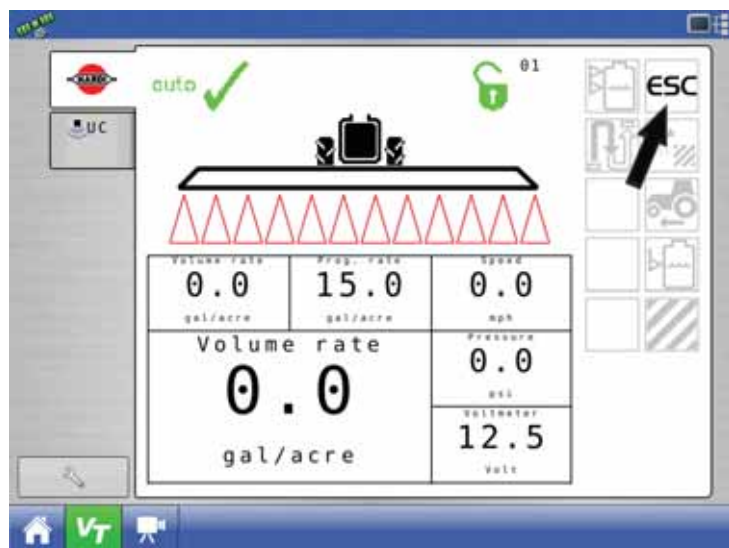 HARDI
auto
01
ESC
UC
Volume rate
Prog. rate
Speed
0.0
15.0
0.0
gal/acre
gal/acre
mph
Volume rate
0.0
gal/acre
Pressure
0.0
psi
Voltmeter
12.5
Volt
VT